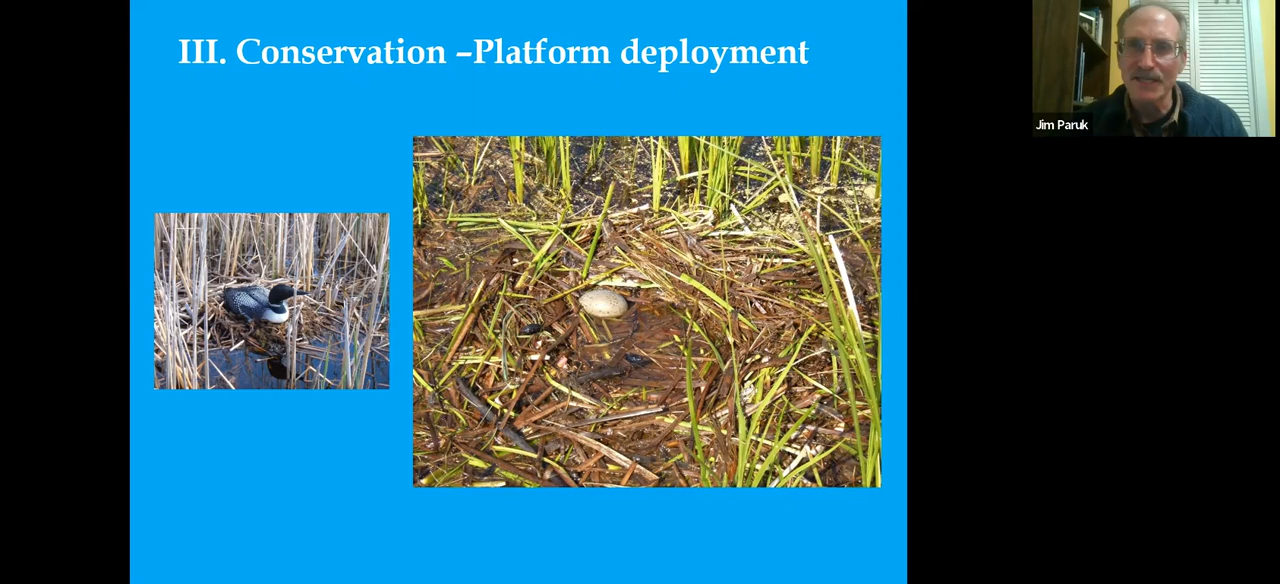 III. Conservation –Platform deployment
Jim Paruk